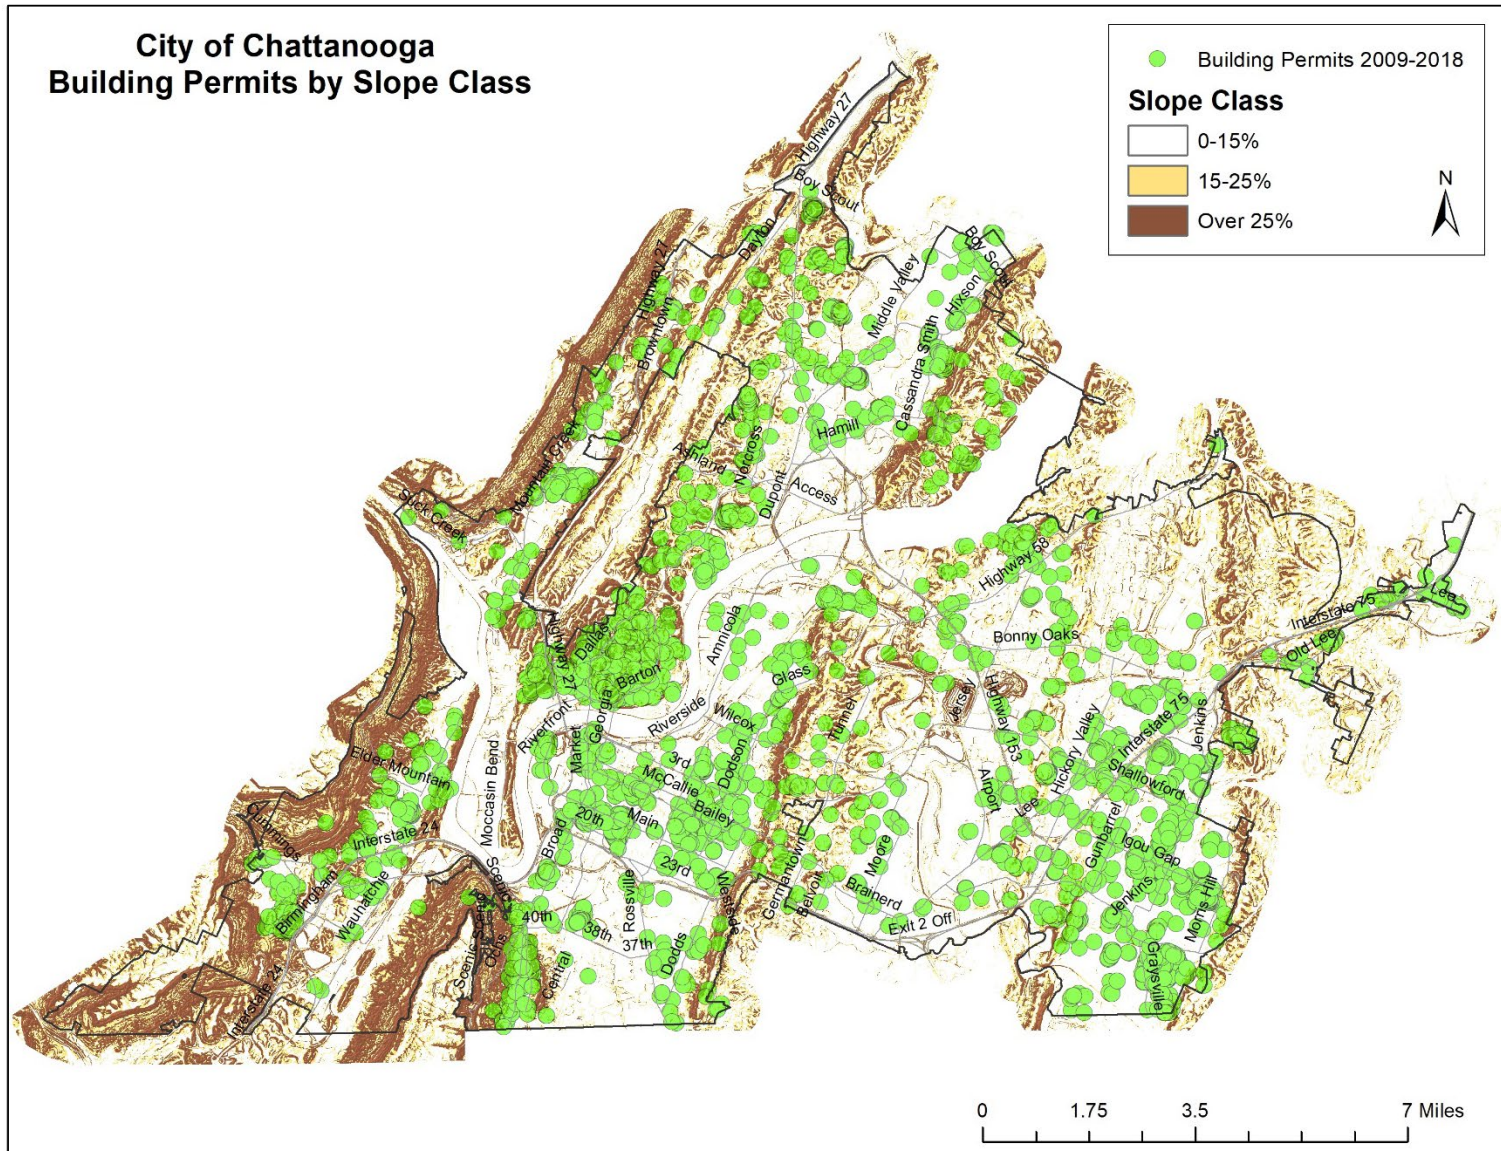 City of Chattanooga
Building Permits by Slope Class
Building Permits 2009-2018
Slope Class
0-15%
15-25%
Over 25%
N
Highway 27
Boy Scout
Dayton
Highway 27
Browntown
Boy Scout
Middle Valley
Hixson
Cassandra Smith
Mountain Creek
Hamill
Norcross
Ashland
Dupont
Access
Suck Creek
Highway 58
Interstate 75
Lee
Old Lee
Bonny Oaks
Amnicola
Highway 27
Dallas
Barton
Glass
Georgia
Riverside
Riverfront
Market
Wilcox
Tunnel
Jersey
Highway 153
Hickory Valley
Interstate 75
Jenkins
Shallowford
3rd
Dodson
McCallie
Bailey
Elder Mountain
Moccasin Bend
Airport
Lee
Gunbarrel
Igou Gap
20th
Main
Broad
Interstate 24
Cummings
Birmingham
Wauhatchie
23rd
Moore
Germantown
Belvoir
Brainerd
Exit 2 Off
Westside
Jenkins
Morris Hill
Scenic
Scenic
Ochs
40th
38th
Rossville
37th
Dodds
Central
Graysville
Interstate 24
0 1.75 3.5 7 Miles